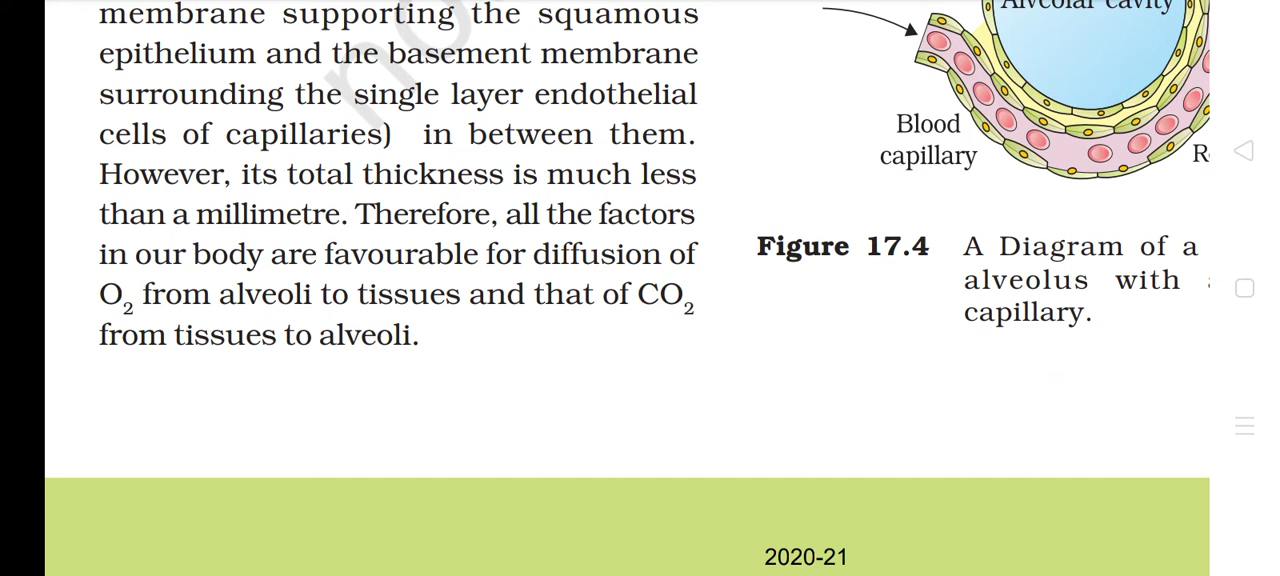 membrane supporting the squamous
epithelium and the basement membrane
surrounding the single layer endothelial
cells of capillaries) in between them.
However, its total thickness is much less
than a millimetre. Therefore, all the factors
in our body are favourable for diffusion of
O₂ from alveoli to tissues and that of CO₂
from tissues to alveoli.
Alveolar cavity
Blood
capillary
Figure 17.4 A Diagram of a
alveolus with
capillary.
2020-21